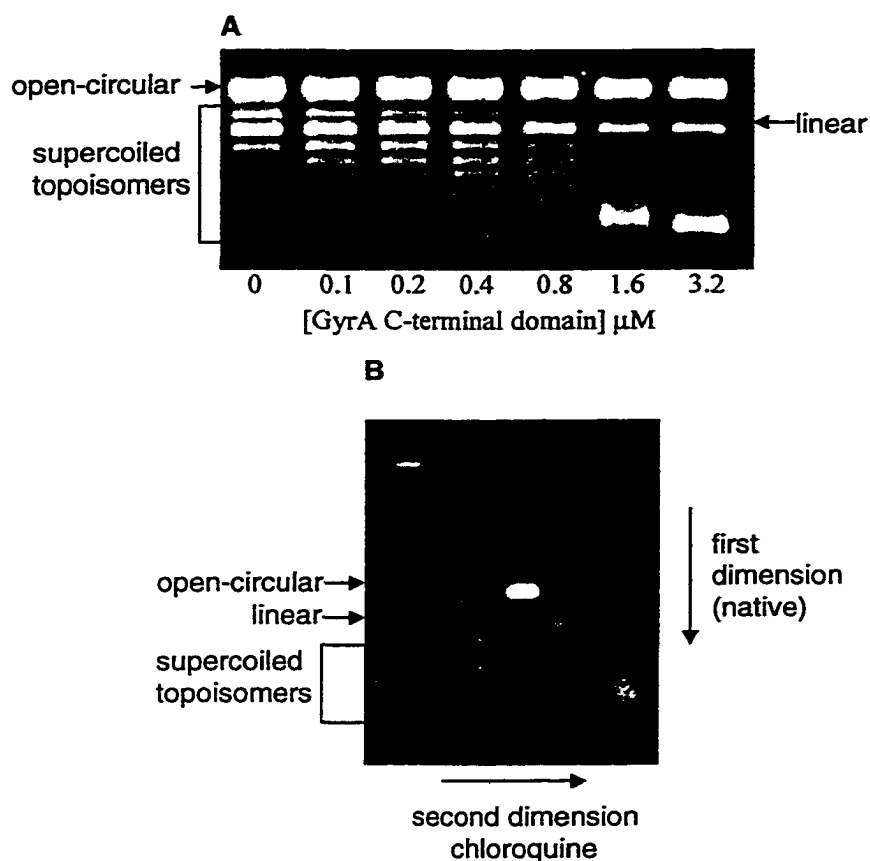 A
open-circular
linear
supercoiled
topoisomers
0 0.1 0.2 0.4 0.8 1.6 3.2
[GyrA C-terminal domain] µM
B
open-circular
linear
supercoiled
topoisomers
first
dimension
(native)
second dimension
chloroquine